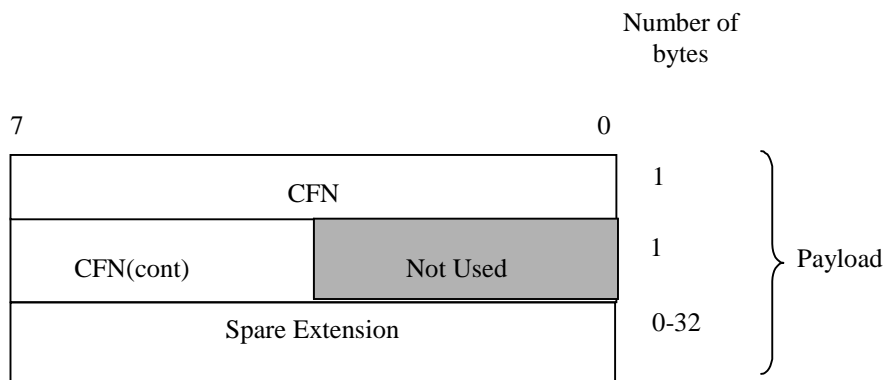 Number of
bytes
7 0
CFN 1
CFN(cont) Not Used 1
Payload
Spare Extension 0-32